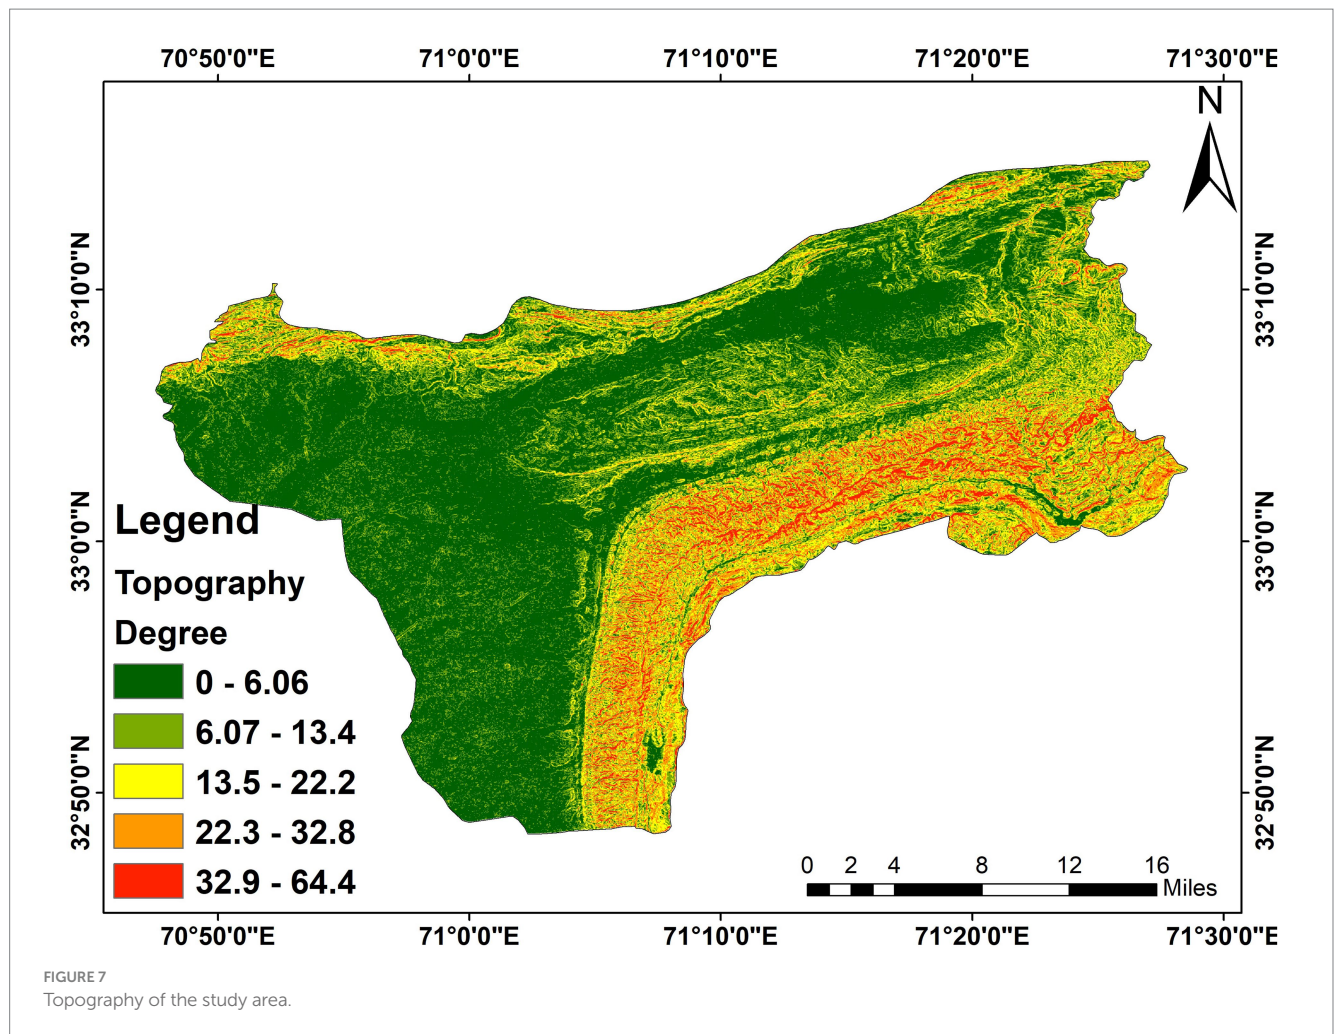 70°50'0"E 71°0'0"E 71°10'0"E 71°20'0"E 71°30'0"E
N
33°10'0"N
33°10'0"N
33°0'0"N
33°0'0"N
32°50'0"N
32°50'0"N
Legend
Topography
Degree
0 - 6.06
6.07 - 13.4
13.5 - 22.2
22.3 - 32.8
32.9 - 64.4
0 2 4 8 12 16
Miles
70°50'0"E 71°0'0"E 71°10'0"E 71°20'0"E 71°30'0"E
FIGURE 7
Topography of the study area.